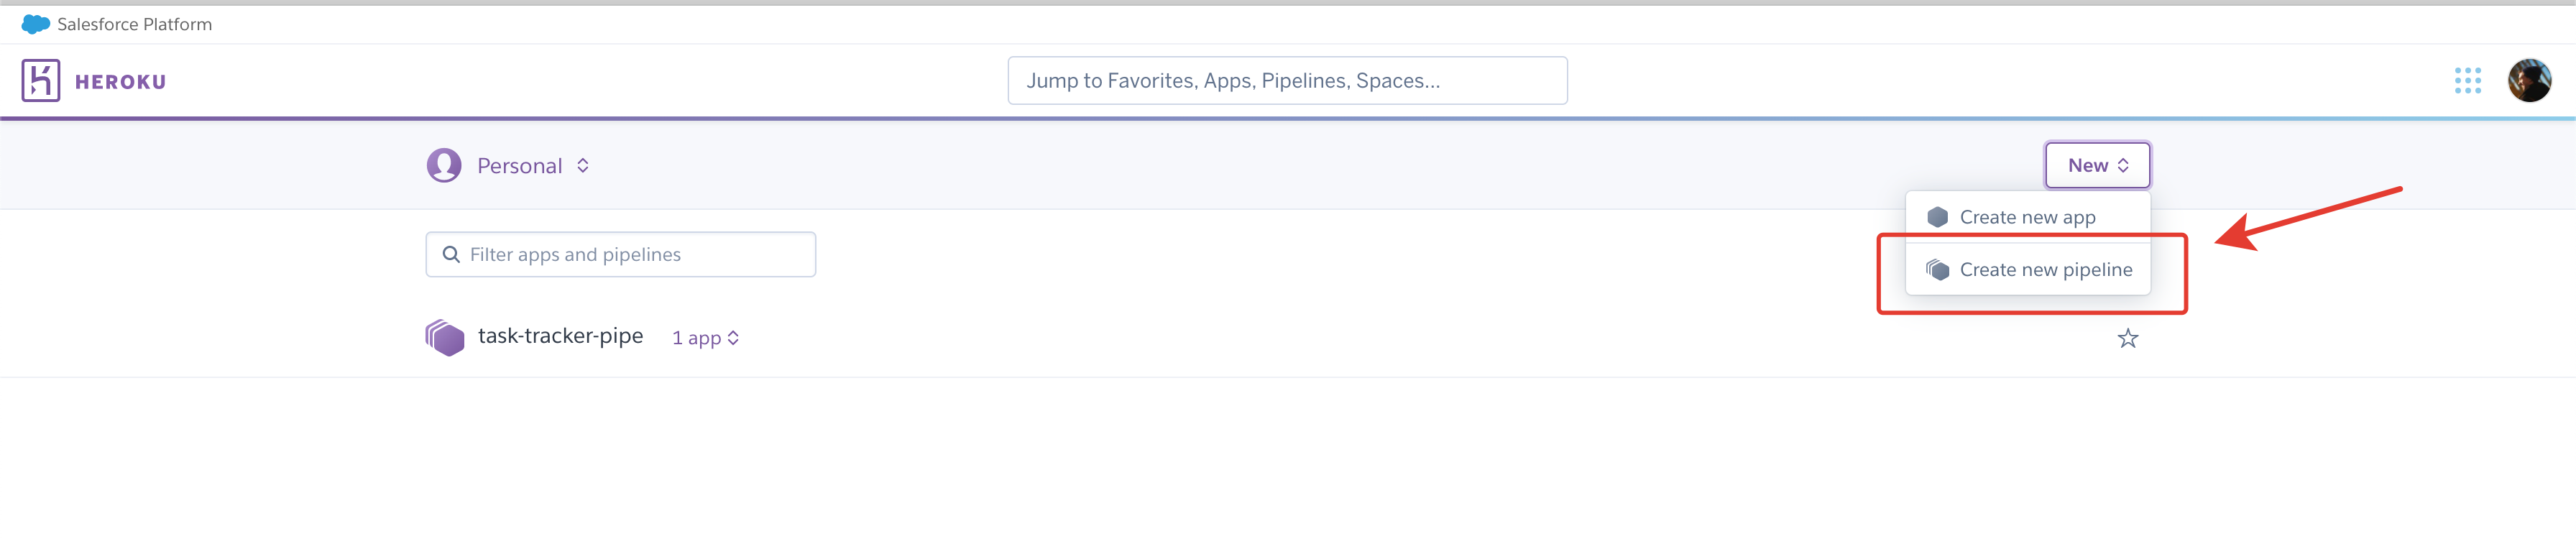 Salesforce Platform
HEROKU
Jump to Favorites, Apps, Pipelines, Spaces...
Personal
New
Create new app
Filter apps and pipelines
Create new pipeline
task-tracker-pipe 1 app